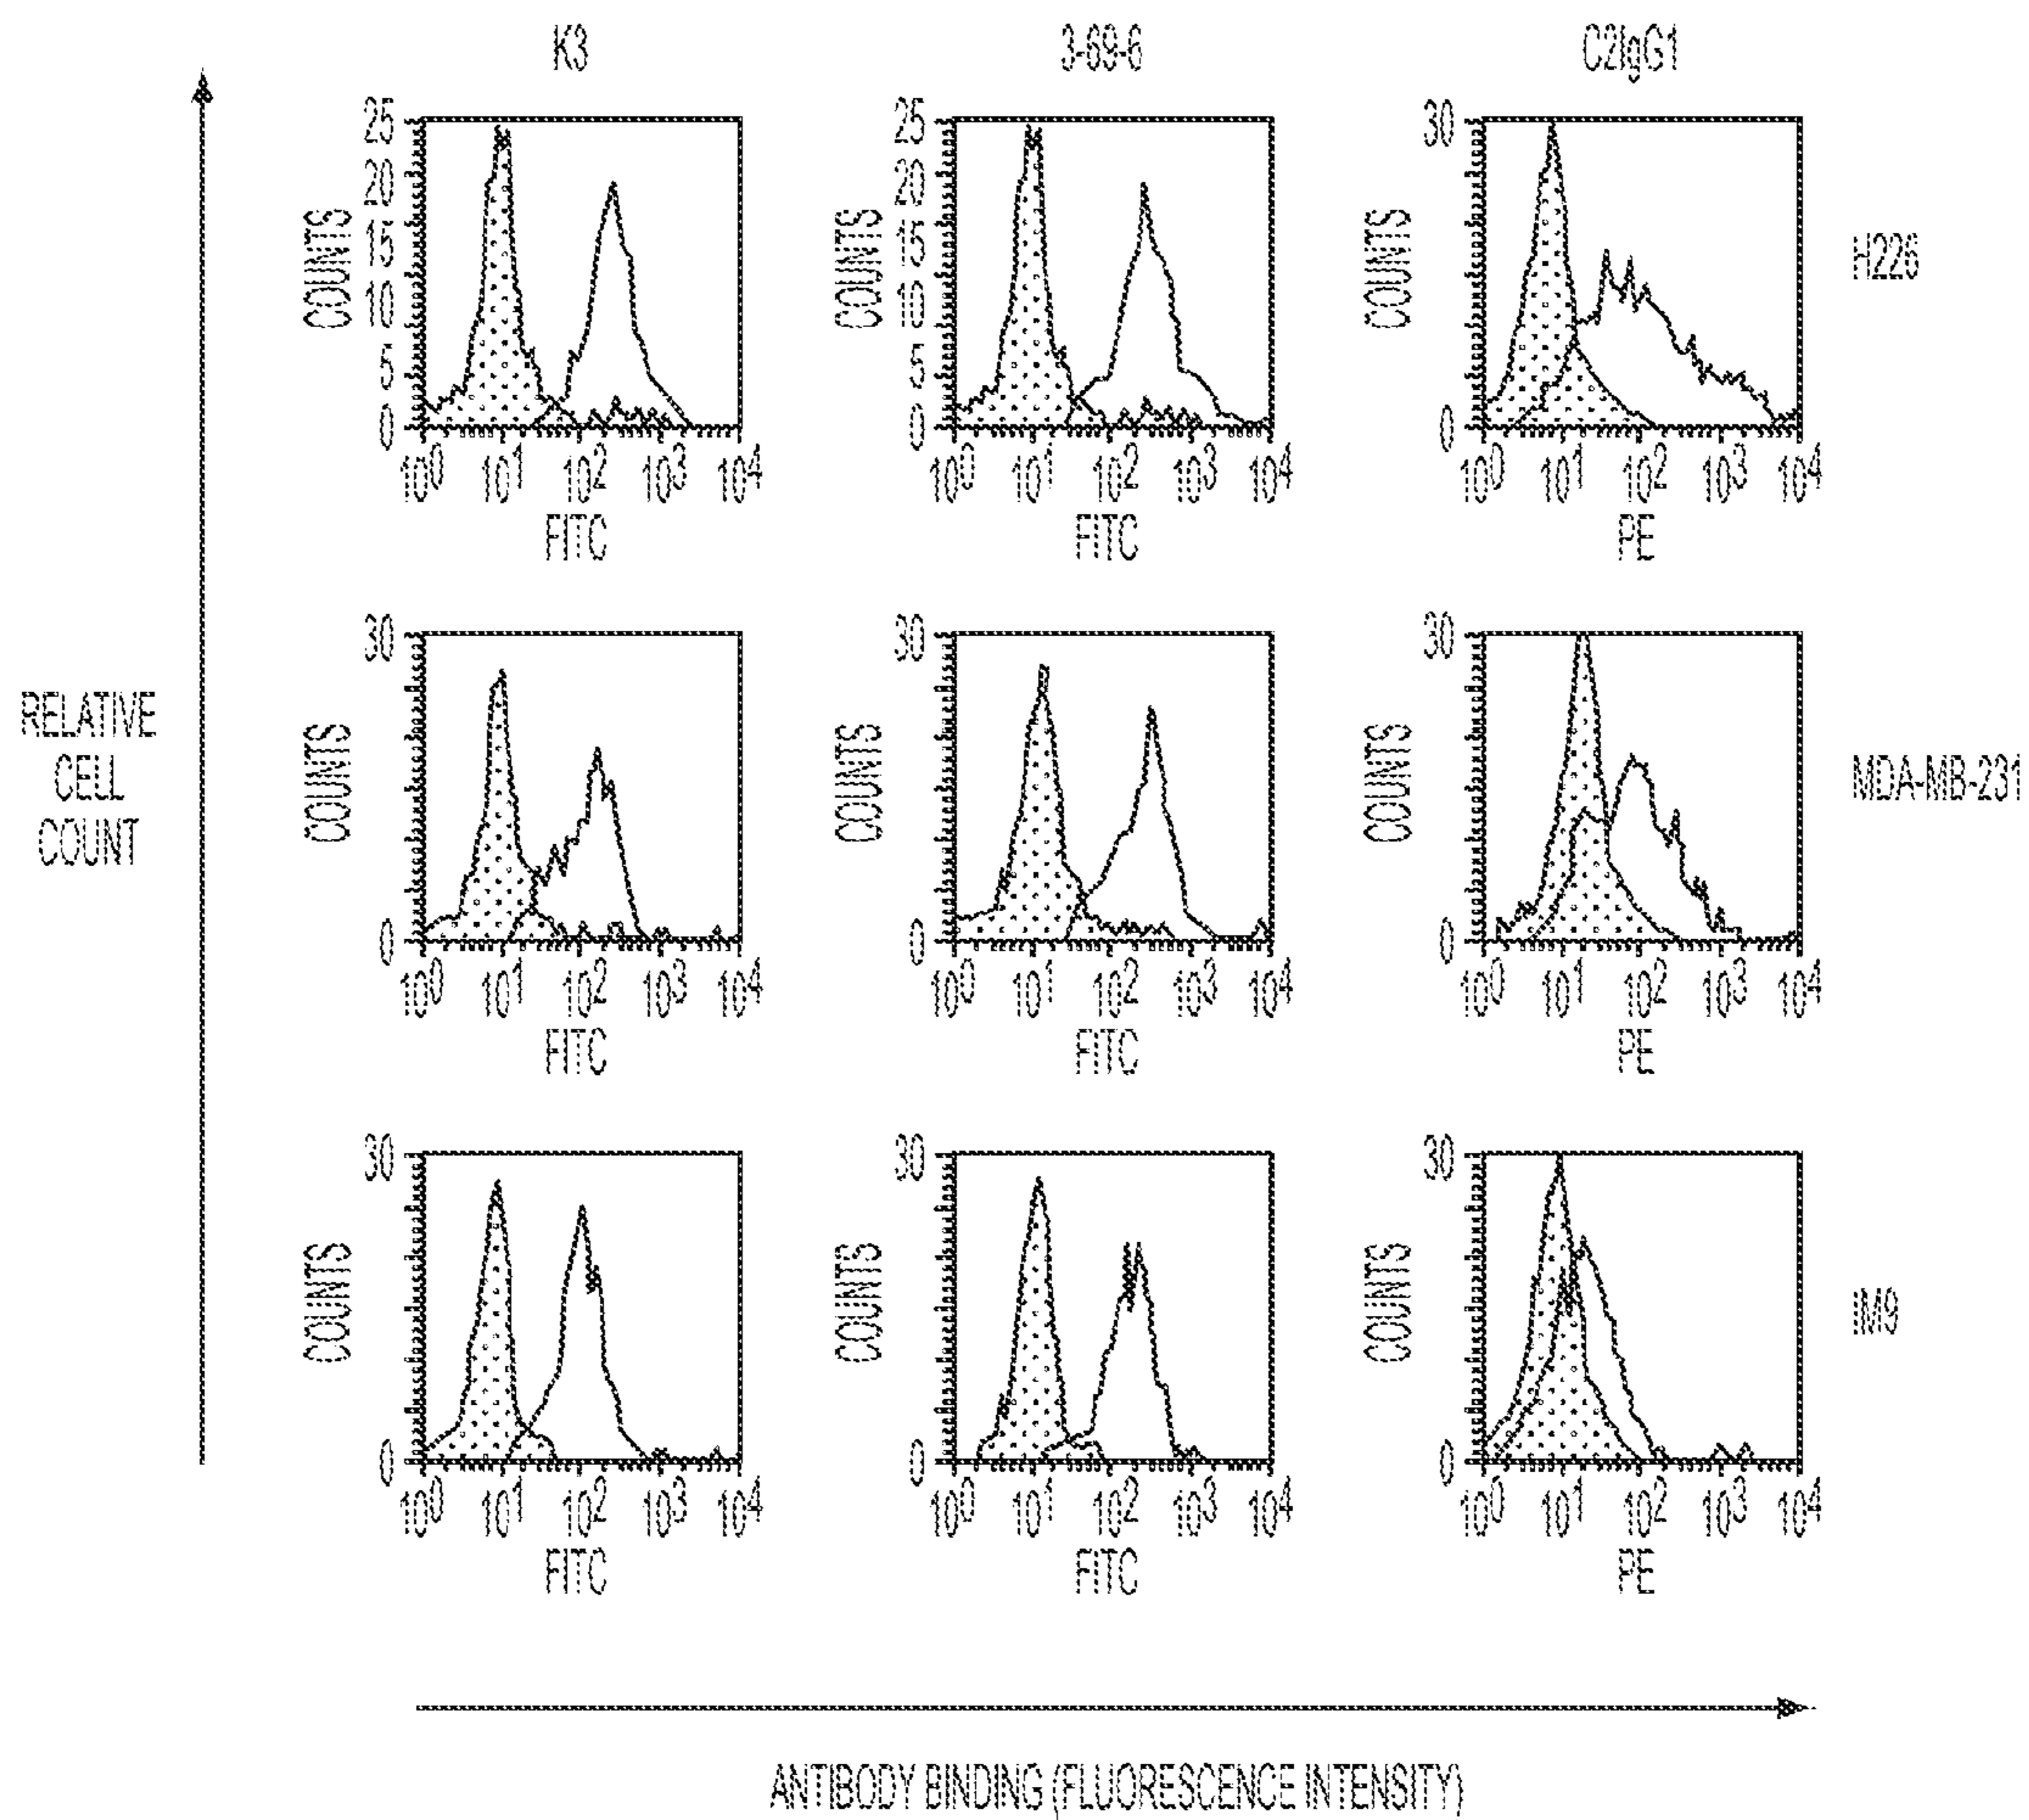 K3
3-69-6
C2IgG1
25
20
15
10
5
0
COUNTS
10^0 10^1 10^2 10^3 10^4
FITC
25
20
15
10
5
0
COUNTS
10^0 10^1 10^2 10^3 10^4
FITC
30
0
COUNTS
10^0 10^1 10^2 10^3 10^4
PE
H226
RELATIVE
CELL
COUNT
30
0
COUNTS
10^0 10^1 10^2 10^3 10^4
FITC
30
0
COUNTS
10^0 10^1 10^2 10^3 10^4
FITC
30
0
COUNTS
10^0 10^1 10^2 10^3 10^4
PE
MDA-MB-231
30
0
COUNTS
10^0 10^1 10^2 10^3 10^4
FITC
30
0
COUNTS
10^0 10^1 10^2 10^3 10^4
FITC
30
0
COUNTS
10^0 10^1 10^2 10^3 10^4
PE
IM9
ANTIBODY BINDING (FLUORESCENCE INTENSITY)